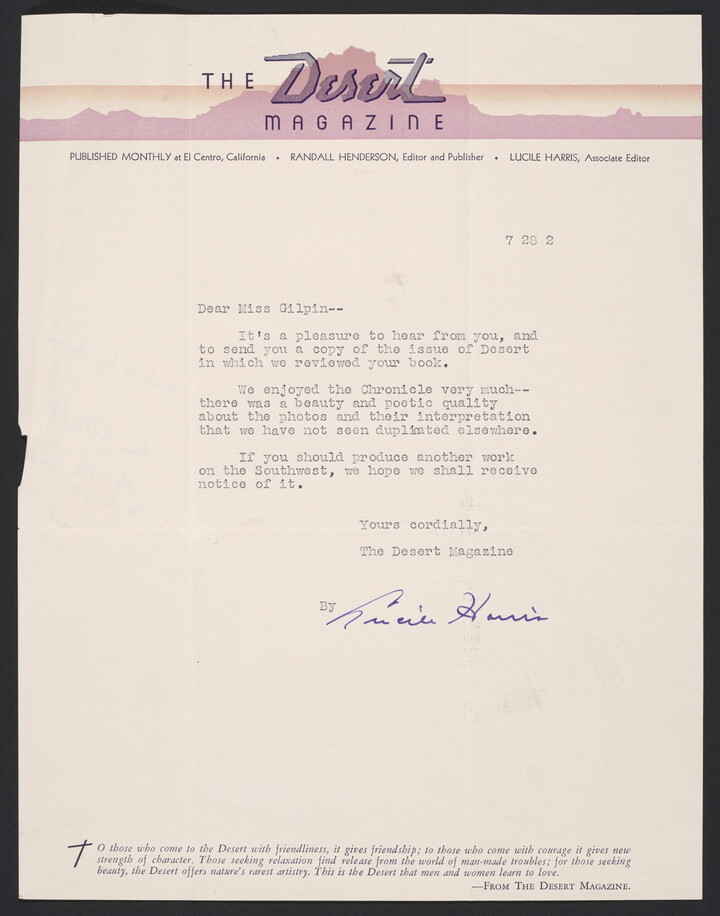 THE Desert
MAGAZINE
PUBLISHED MONTHLY at El Centro, California • RANDALL HENDERSON, Editor and Publisher • LUCILE HARRIS, Associate Editor
7 28 2
Dear Miss Gilpin--
It's a pleasure to hear from you, and
to send you a copy of the issue of Desert
in which we reviewed your book.
We enjoyed the Chronicle very much--
there was a beauty and poetic quality
about the photos and their interpretation
that we have not seen duplicated elsewhere.
If you should produce another work
on the Southwest, we hope we shall receive
notice of it.
Yours cordially,
The Desert Magazine
By Lucile Harris
TO those who come to the Desert with friendliness, it gives friendship; to those who come with courage it gives new
strength of character. Those seeking relaxation find release from the world of man-made troubles; for those seeking
beauty, the Desert offers nature's rarest artistry. This is the Desert that men and women learn to love.
—FROM THE DESERT MAGAZINE.